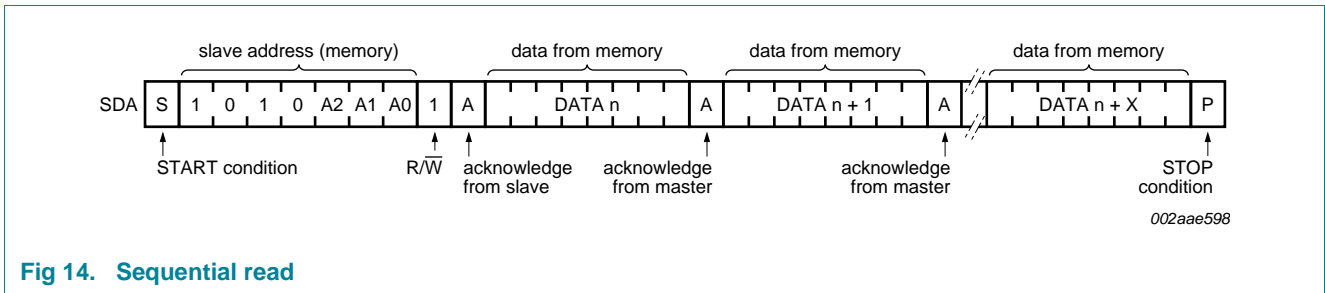 slave address (memory) data from memory data from memory data from memory
SDA S 1 0 1 0 A2 A1 A0 1 A DATA n A DATA n + 1 A DATA n + X P
START condition R/W̅ acknowledge from slave acknowledge from master acknowledge from master STOP condition
002aae598
Fig 14. Sequential read